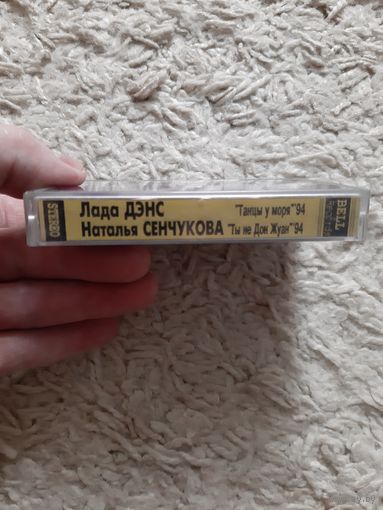 STEREO
Лада ДЭНС "Танцы у моря"'94
Наталья СЕНЧУКОВА "Ты не Дон Жуан"'94
BELL